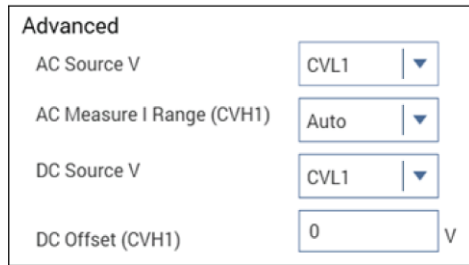 Advanced
AC Source V CVL1
AC Measure I Range (CVH1) Auto
DC Source V CVL1
DC Offset (CVH1) 0 V